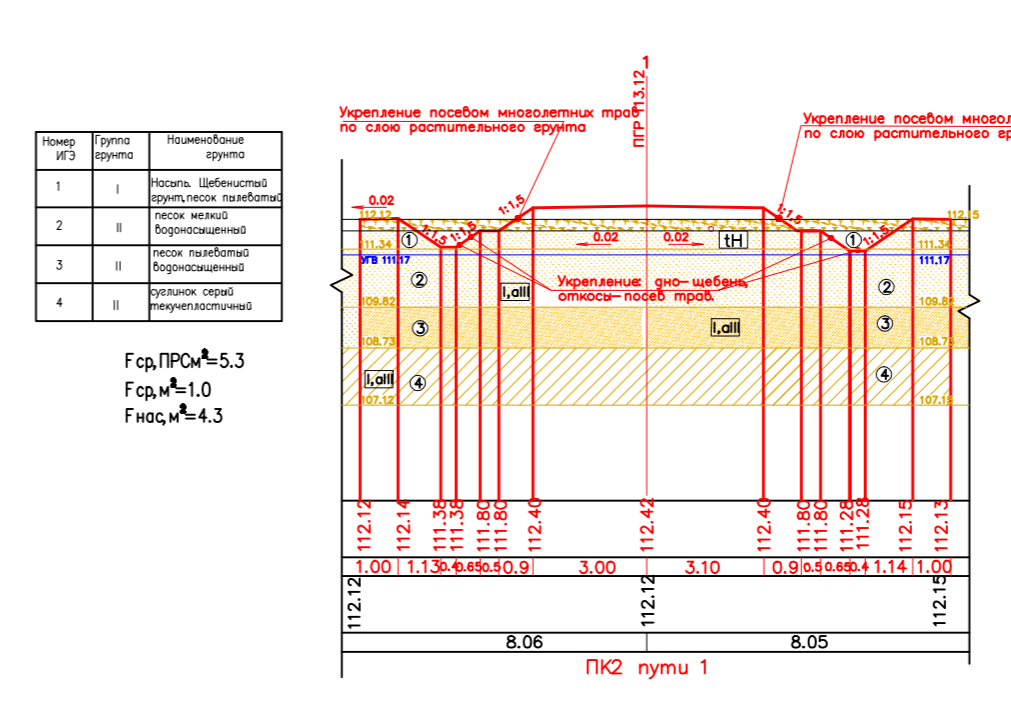 1
ПГР 113.12
Укрепление посевом многолетних трав
по слою растительного грунта
Укрепление посевом многол
по слою растительного гр
Номер ИГЭ
Группа грунта
Наименование грунта
1
I
Насыпь. Щебенистый
грунт,песок пылеватый
2
II
песок мелкий
водонасыщенный
3
II
песок пылеватый
водонасыщенный
4
II
суглинок серый
текучепластичный
Fср,ПРСм²=5.3
Fср,м²=1.0
Fнас,м²=4.3
0.02
1:1,5
1:1,5
112.12
112.15
1
1:1,5
1:1,5
0.02
0.02
tH
1
1:1,5
111.34
111.34
УГВ 111.17
111.17
Укрепление: дно-щебень,
откосы-посев трав.
2
I,aIII
2
109.82
109.82
3
I,aIII
3
108.73
108.73
I,aIII
4
4
107.12
107.15
112.12 112.14 111.38 111.38 111.80 111.80 112.40 112.42 112.40 111.80 111.80 111.28 111.28 112.15 112.13
1.00 1.13 0.4 0.65 0.5 0.9 3.00 3.10 0.9 0.5 0.65 0.4 1.14 1.00
112.12 112.12 112.15
8.06 8.05
ПК2 пути 1